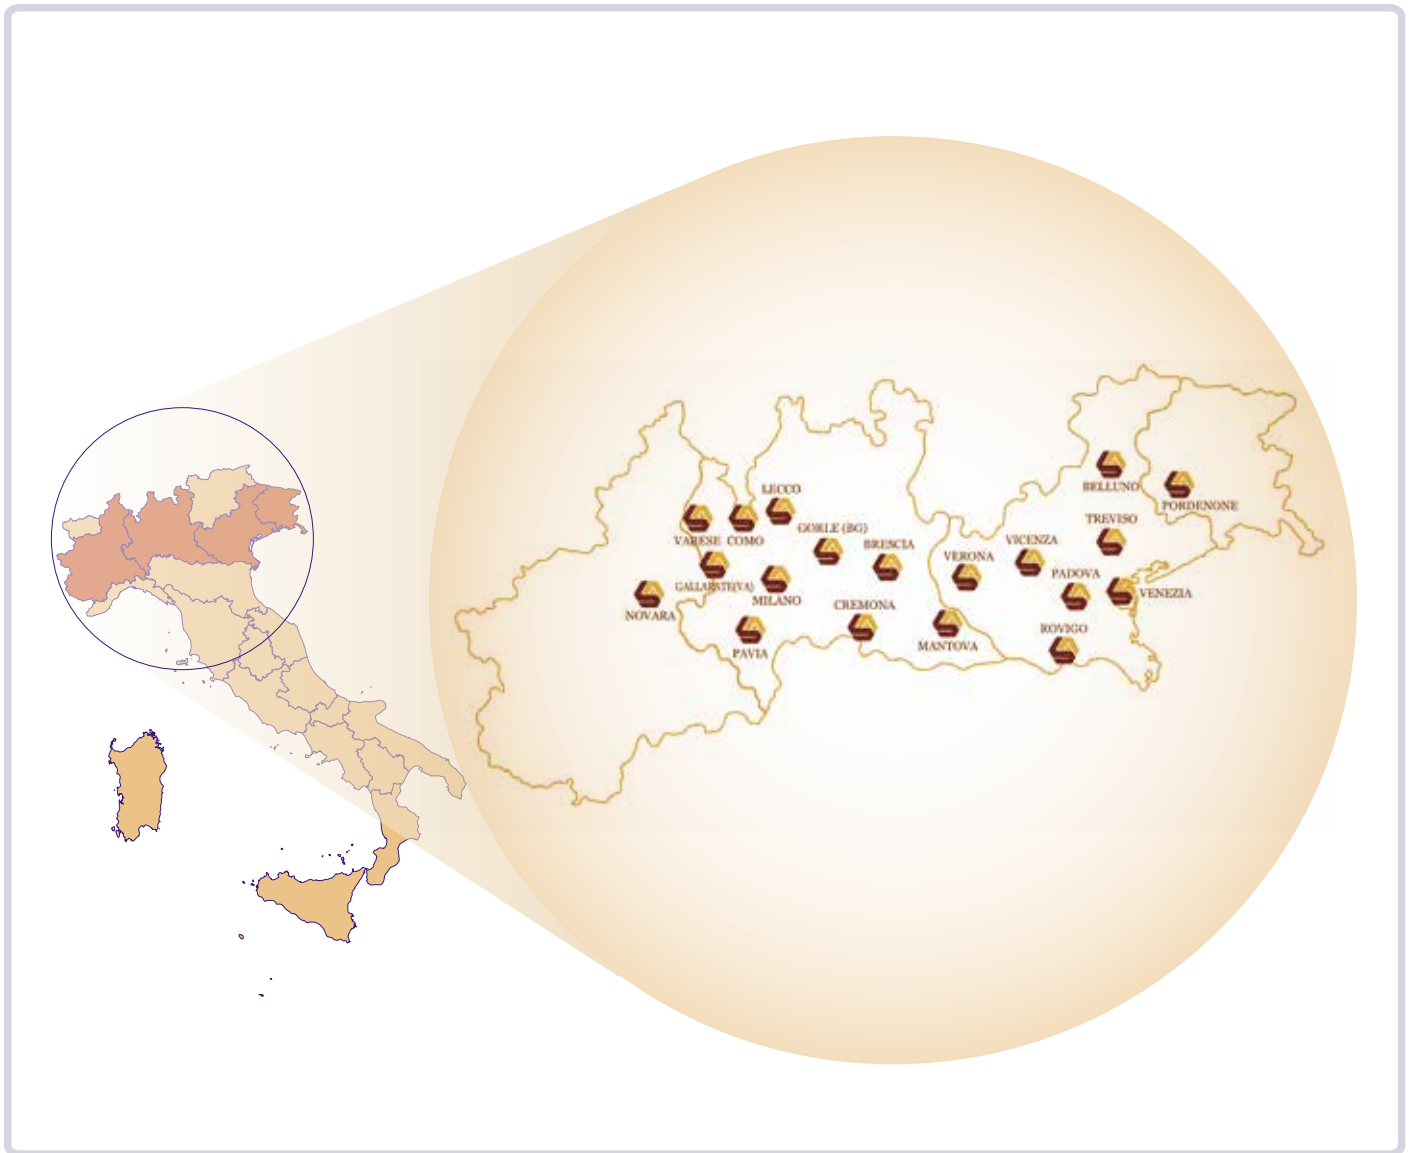 BELLUNO
LECCO
PORDENONE
TREVISO
GORLE (BG)
VARESE COMO
VICENZA
BRESCIA
VERONA
PADOVA
GALLARATE(VA)
VENEZIA
MILANO
CREMONA
NOVARA
ROVIGO
MANTOVA
PAVIA